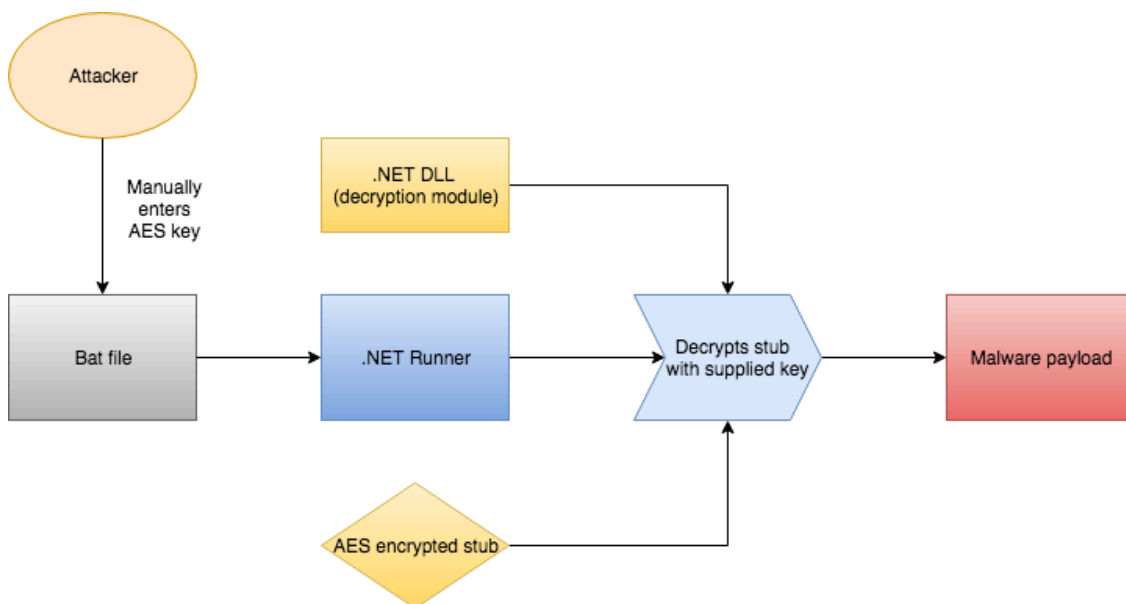 Attacker
Manually
enters
AES key
.NET DLL
(decryption module)
Bat file
.NET Runner
Decrypts stub
with supplied key
Malware payload
AES encrypted stub